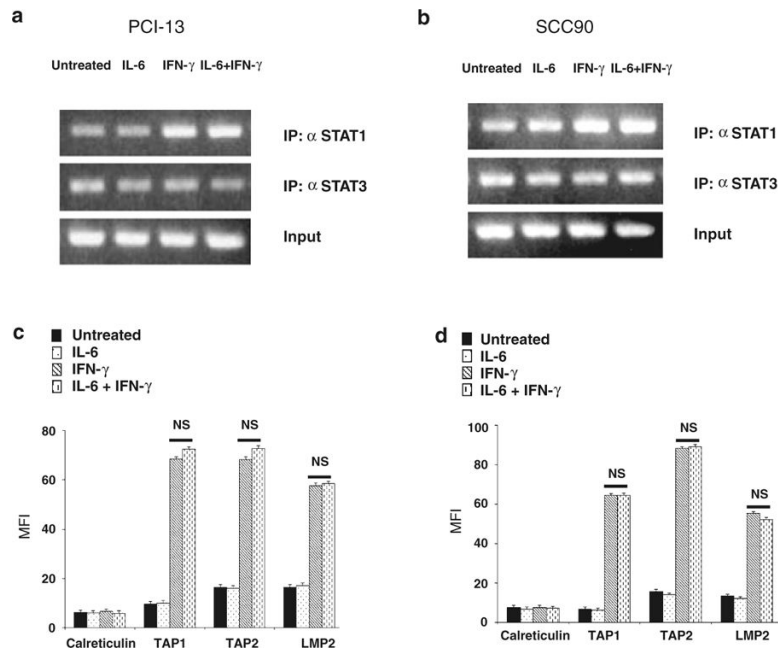 a
PCI-13
Untreated IL-6 IFN-γ IL-6+IFN-γ
IP: α STAT1
IP: α STAT3
Input
b
SCC90
Untreated IL-6 IFN-γ IL-6+IFN-γ
IP: α STAT1
IP: α STAT3
Input
c
Untreated
IL-6
IFN-γ
IL-6 + IFN-γ
NS NS
NS
80
60
40
20
0
MFI
Calreticulin TAP1 TAP2 LMP2
d
Untreated
IL-6
IFN-γ
IL-6 + IFN-γ
NS
NS
NS
100
80
60
40
20
0
MFI
Calreticulin TAP1 TAP2 LMP2